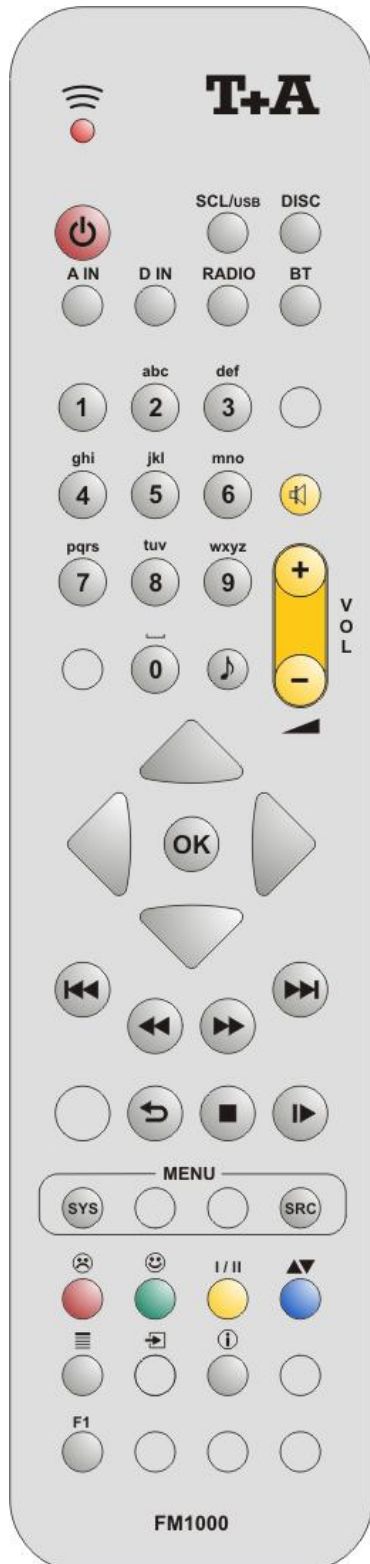 T+A
SCL/USB DISC
A IN D IN RADIO BT
abc def
1 2 3
ghi jkl mno
4 5 6
pqrs tuv wxyz
7 8 9
+
VOL
0
−
OK
MENU
SYS SRC
I / II
F1
FM1000